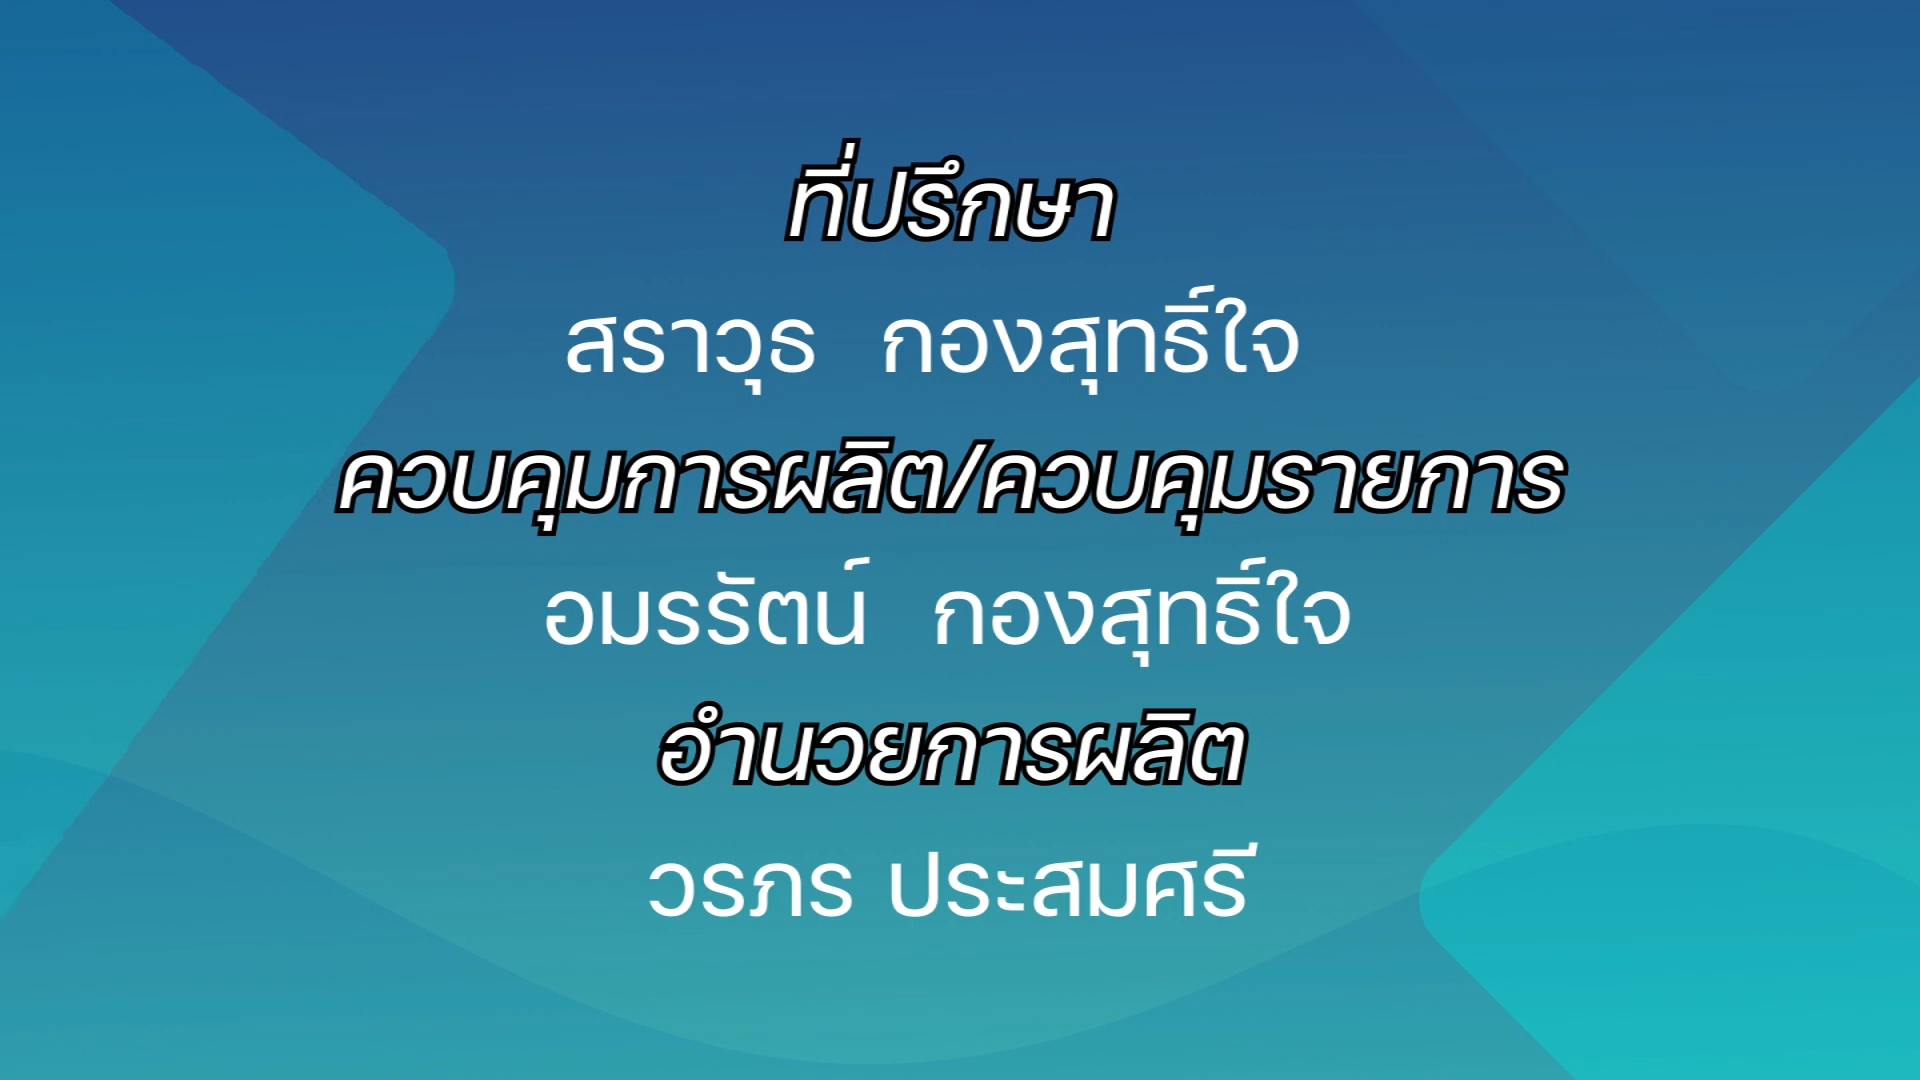 ที่ปรึกษา
สราวุธ กองสุทธิ์ใจ
ควบคุมการผลิต/ควบคุมรายการ
อมรรัตน์ กองสุทธิ์ใจ
อำนวยการผลิต
วรภร ประสมศรี